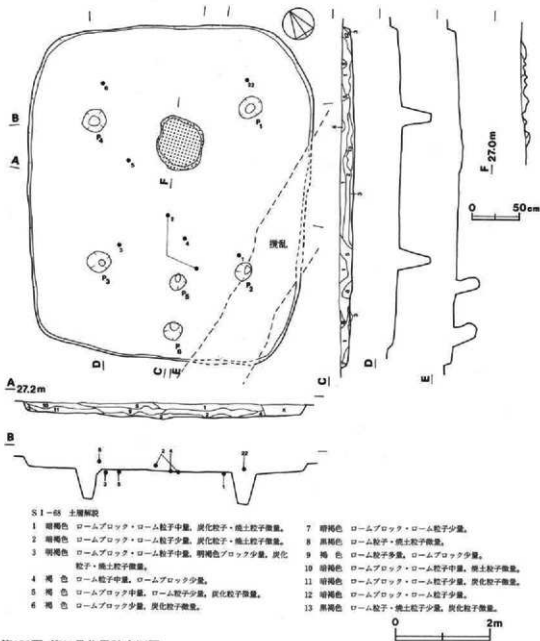 B
A
P4
P1
F
P3
P5
P2
P6
攪乱
D
C
E
C
D
E
F 27.0m
0 50cm
A 27.2m
B
SI-68 土層解説
1 暗褐色 ロームブロック・ローム粒子中量,炭化粒子・焼土粒子微量。
2 暗褐色 ロームブロック・ローム粒子少量,炭化粒子・焼土粒子微量。
3 明褐色 ロームブロック・ローム粒子中量,明褐色ブロック少量,炭化
粒子・焼土粒子微量。
4 褐色 ローム粒子中量,ロームブロック少量。
5 褐色 ロームブロック中量,ローム粒子少量,炭化粒子微量。
6 褐色 ロームブロック少量,炭化粒子微量。
7 暗褐色 ロームブロック・ローム粒子少量。
8 黒褐色 ローム粒子・焼土粒子微量。
9 褐色 ローム粒子多量,ロームブロック少量。
10 暗褐色 ロームブロック・ローム粒子中量,焼土粒子微量。
11 暗褐色 ロームブロック・ローム粒子少量,炭化粒子微量。
12 暗褐色 ロームブロック・ローム粒子少量。
13 黒褐色 ローム粒子・焼土粒子少量,炭化粒子微量。
0 2m